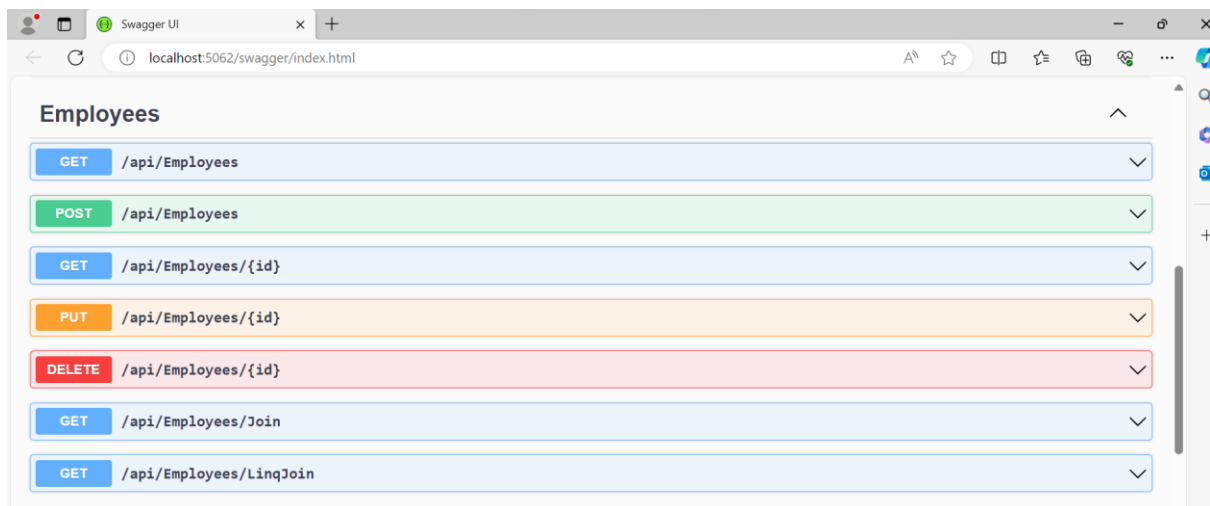 Swagger UI
localhost:5062/swagger/index.html
Employees
GET /api/Employees
POST /api/Employees
GET /api/Employees/{id}
PUT /api/Employees/{id}
DELETE /api/Employees/{id}
GET /api/Employees/Join
GET /api/Employees/LinqJoin